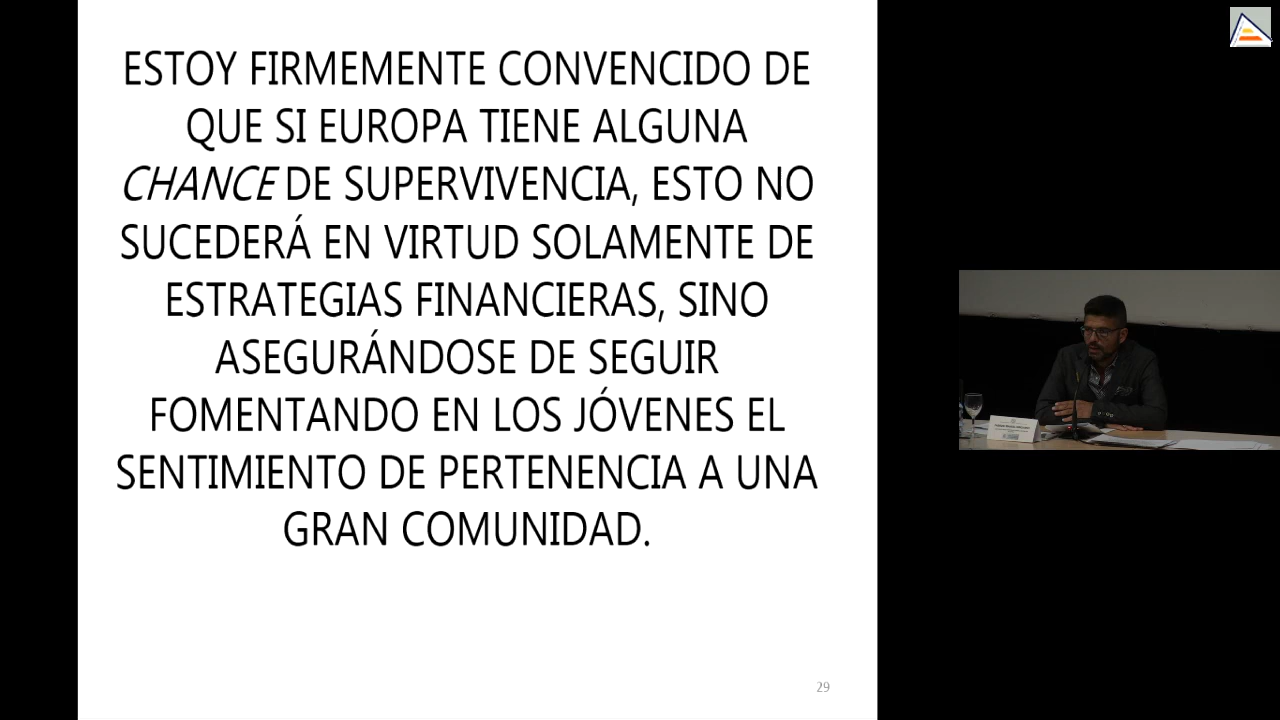 ESTOY FIRMEMENTE CONVENCIDO DE
QUE SI EUROPA TIENE ALGUNA
CHANCE DE SUPERVIVENCIA, ESTO NO
SUCEDERÁ EN VIRTUD SOLAMENTE DE
ESTRATEGIAS FINANCIERAS, SINO
ASEGURÁNDOSE DE SEGUIR
FOMENTANDO EN LOS JÓVENES EL
SENTIMIENTO DE PERTENENCIA A UNA
GRAN COMUNIDAD.
29